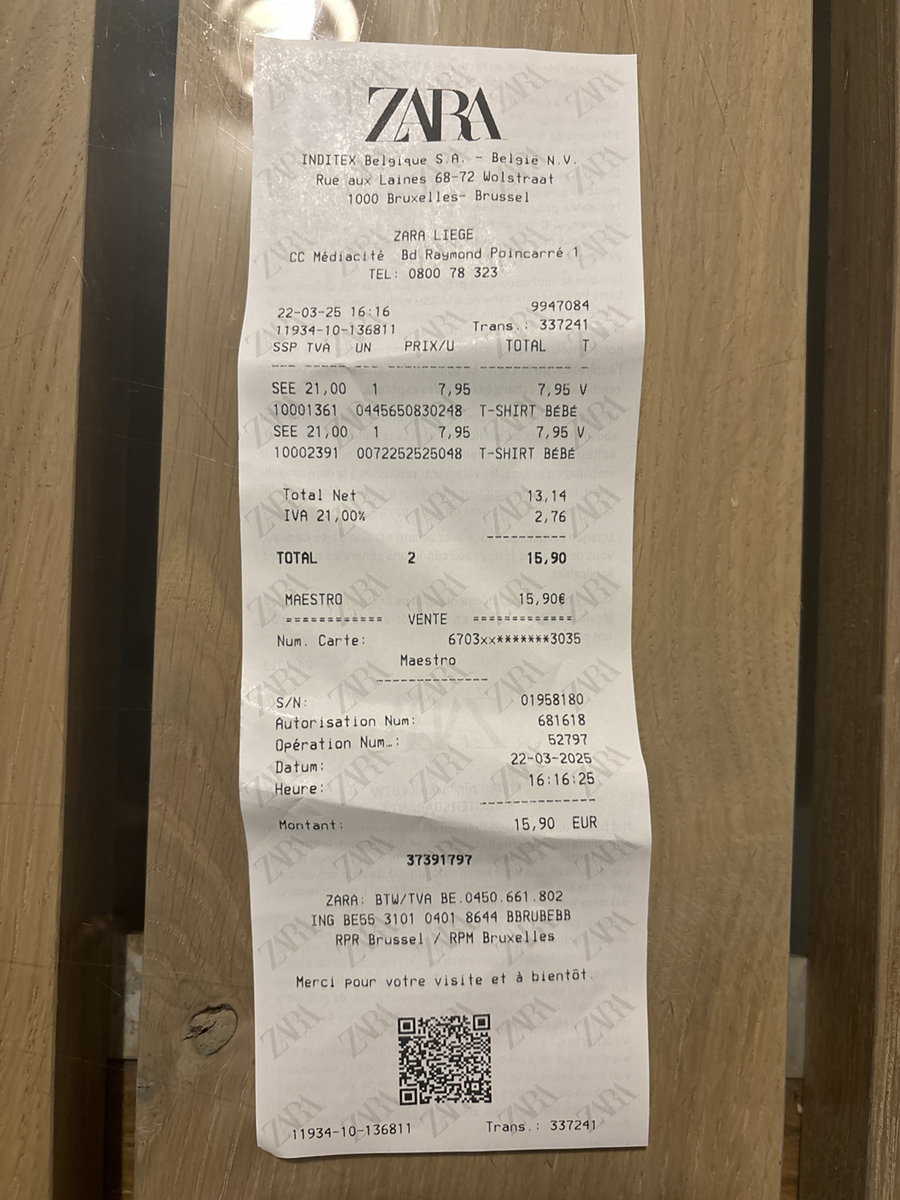 ZARA
INDITEX Belgique S.A. - Belgie N.V.
Rue aux Laines 68-72 Wolstraat
1000 Bruxelles- Brussel
ZARA LIEGE
CC Médiacité Bd Raymond Poincarré 1
TEL: 0800 78 323
22-03-25 16:16 9947084
11934-10-136811 Trans.: 337241
SSP TVA UN PRIX/U TOTAL T
SEE 21,00 1 7,95 7,95 V
10001361 0445650830248 T-SHIRT BÉBÉ
SEE 21,00 1 7,95 7,95 V
10002391 0072252525048 T-SHIRT BÉBÉ
Total Net 13,14
IVA 21,00% 2,76
----------
TOTAL 2 15,90
MAESTRO 15,90€
============ VENTE ============
Num. Carte: 6703xx*******3035
Maestro
--------------
S/N: 01958180
Autorisation Num: 681618
Opération Num.: 52797
Datum: 22-03-2025
Heure: 16:16:25
--------------
Montant: 15,90 EUR
37391797
ZARA: BTW/TVA BE.0450.661.802
ING BE55 3101 0401 8644 BBRUBEBB
RPR Brussel / RPM Bruxelles
Merci pour votre visite et à bientôt.
11934-10-136811 Trans.: 337241